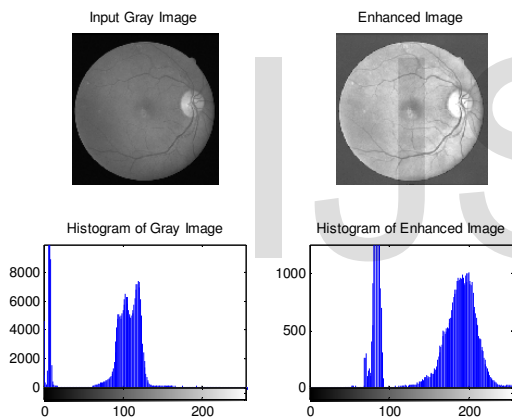 Input Gray Image
Enhanced Image
Histogram of Gray Image
Histogram of Enhanced Image
8000
6000
4000
2000
0
0 100 200
1000
500
0
0 100 200
IJS